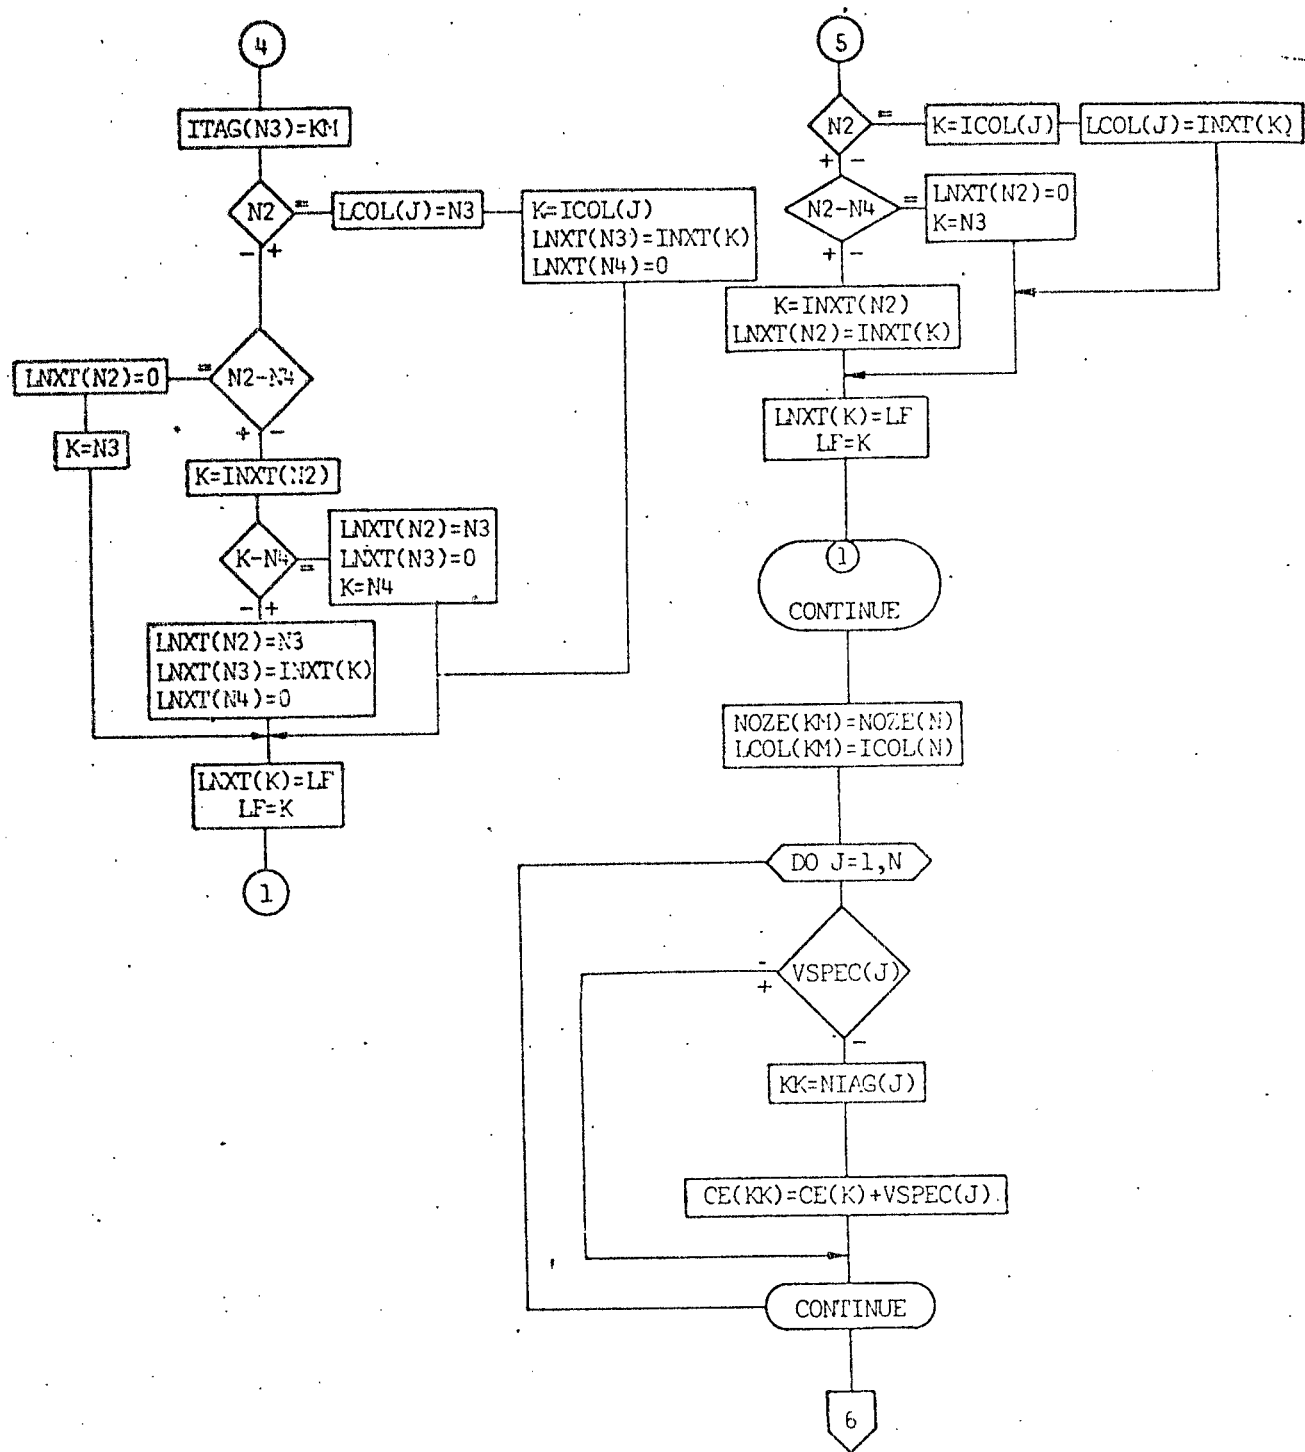 4
ITAG(N3)=KM
N2
=
LCOL(J)=N3
K=ICOL(J)
LNXT(N3)=INXT(K)
LNXT(N4)=0
- +
LNXT(N2)=0
=
N2-N4
K=N3
+ -
K=INXT(N2)
K-N4
=
LNXT(N2)=N3
LNXT(N3)=0
K=N4
- +
LNXT(N2)=N3
LNXT(N3)=INXT(K)
LNXT(N4)=0
LNXT(K)=LF
LF=K
1
5
N2
=
K=ICOL(J)
LCOL(J)=INXT(K)
+ -
N2-N4
=
LNXT(N2)=0
K=N3
+ -
K=INXT(N2)
LNXT(N2)=INXT(K)
LNXT(K)=LF
LF=K
1
CONTINUE
NOZE(KM)=NOZE(N)
LCOL(KM)=ICOL(N)
DO J=1,N
VSPEC(J)
-
+
-
KK=NIAG(J)
CE(KK)=CE(K)+VSPEC(J)
CONTINUE
6